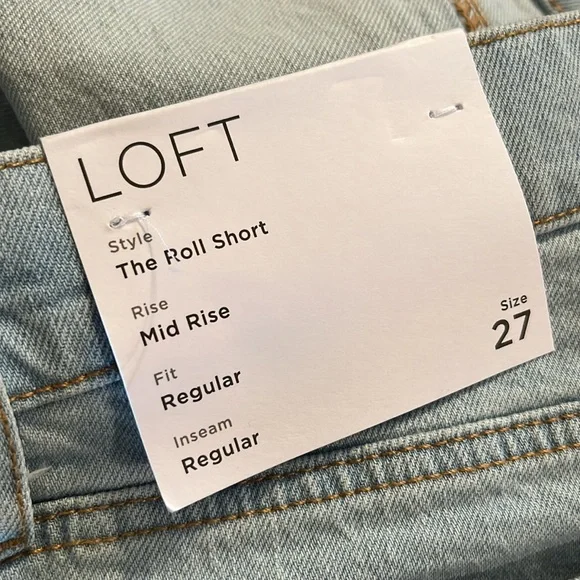 LOFT
Style
The Roll Short
Rise
Mid Rise
Fit
Regular
Inseam
Regular
Size
27